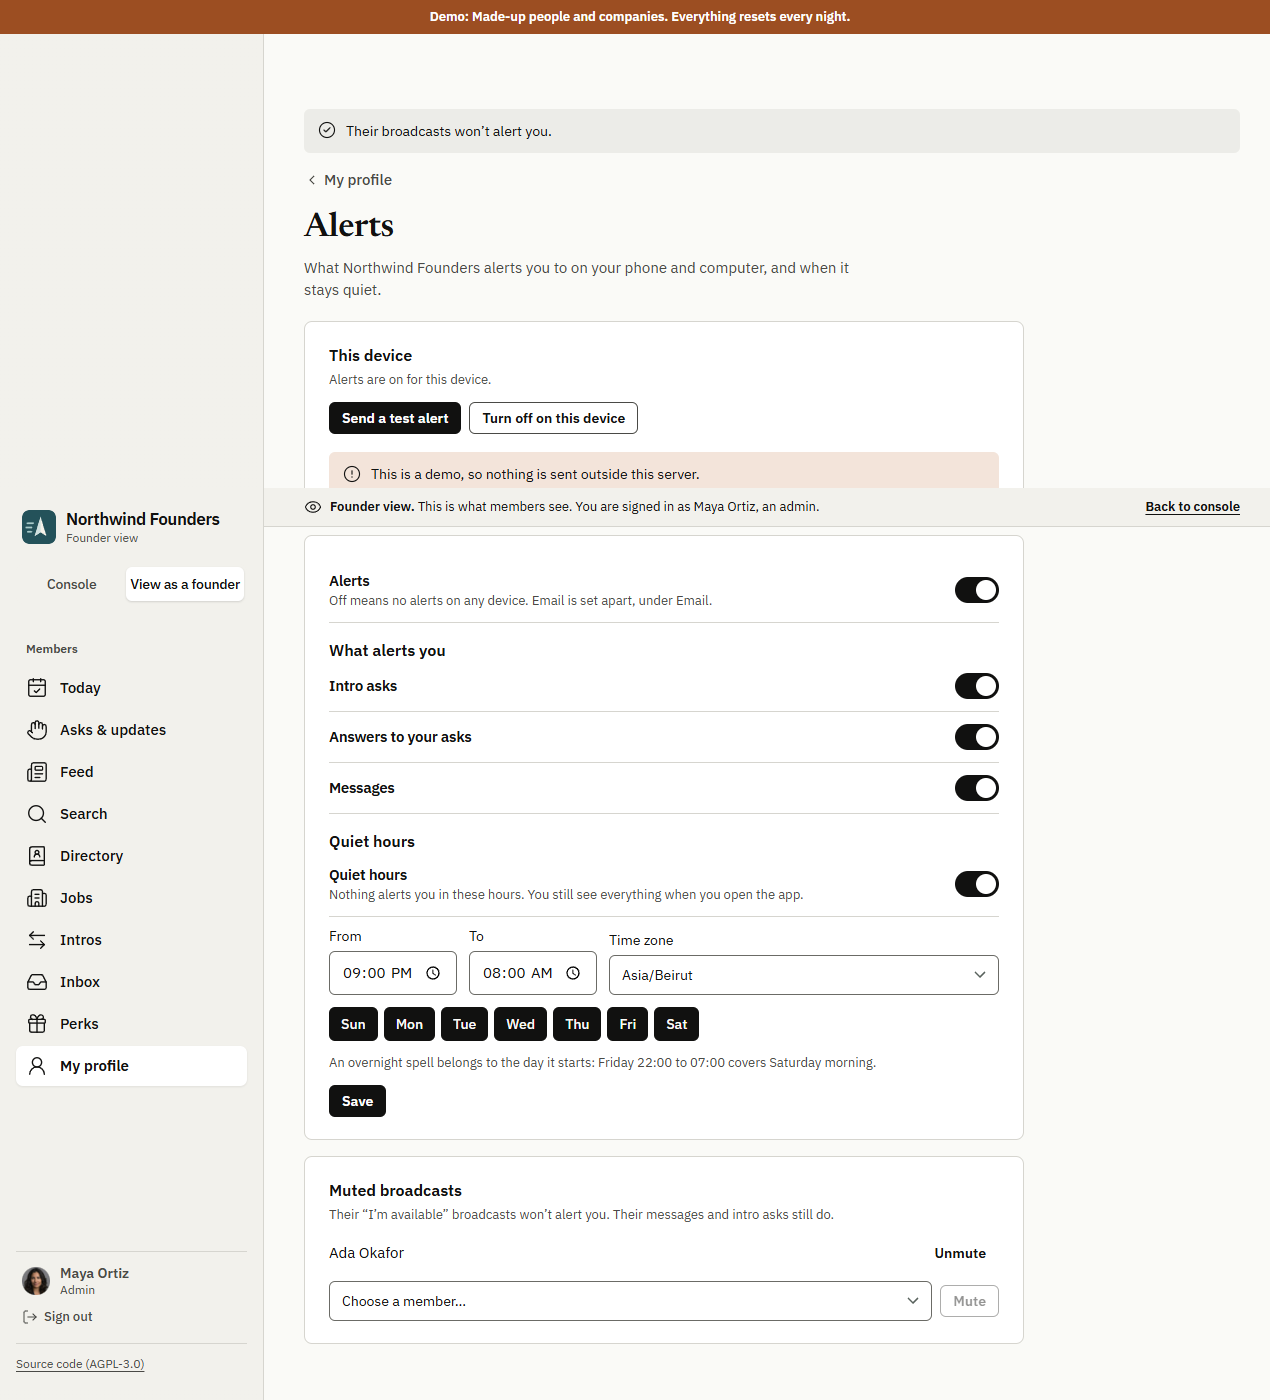 Demo: Made-up people and companies. Everything resets every night.
Their broadcasts won’t alert you.
My profile
Alerts
What Northwind Founders alerts you to on your phone and computer, and when it
stays quiet.
This device
Alerts are on for this device.
Send a test alert
Turn off on this device
This is a demo, so nothing is sent outside this server.
Founder view. This is what members see. You are signed in as Maya Ortiz, an admin.
Back to console
Northwind Founders
Founder view
Console
View as a founder
Members
Today
Asks & updates
Feed
Search
Directory
Jobs
Intros
Inbox
Perks
My profile
Maya Ortiz
Admin
Sign out
Source code (AGPL-3.0)
Alerts
Off means no alerts on any device. Email is set apart, under Email.
What alerts you
Intro asks
Answers to your asks
Messages
Quiet hours
Quiet hours
Nothing alerts you in these hours. You still see everything when you open the app.
From
To
Time zone
09:00 PM
08:00 AM
Asia/Beirut
Sun
Mon
Tue
Wed
Thu
Fri
Sat
An overnight spell belongs to the day it starts: Friday 22:00 to 07:00 covers Saturday morning.
Save
Muted broadcasts
Their “I’m available” broadcasts won’t alert you. Their messages and intro asks still do.
Ada Okafor
Unmute
Choose a member…
Mute